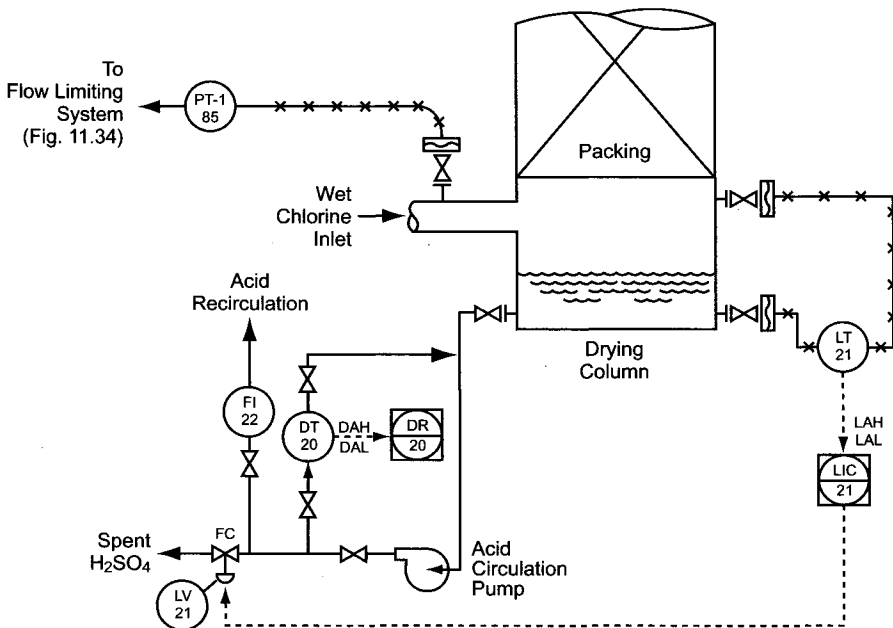 To
Flow Limiting
System
(Fig. 11.34)
PT-1
85
Packing
Wet
Chlorine
Inlet
Acid
Recirculation
Drying
Column
LT
21
FI
22
DT
20
DAH
DAL
DR
20
LAH
LAL
LIC
21
Spent
H₂SO₄
FC
LV
21
Acid
Circulation
Pump